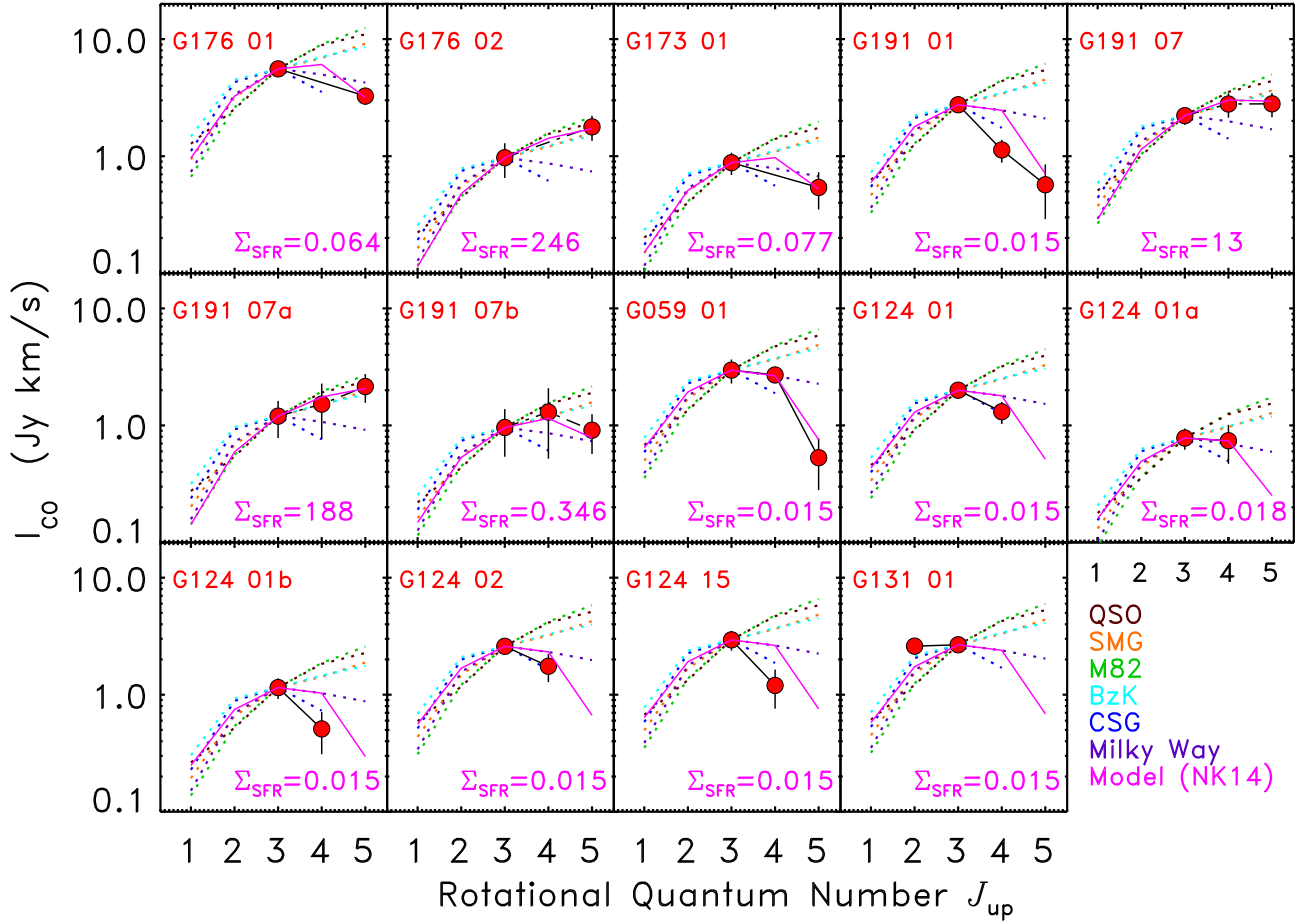 I_CO (Jy km/s)
10.0
1.0
0.1
G176 01
Σ_SFR=0.064
G176 02
Σ_SFR=246
G173 01
Σ_SFR=0.077
G191 01
Σ_SFR=0.015
G191 07
Σ_SFR=13
10.0
1.0
0.1
G191 07a
Σ_SFR=188
G191 07b
Σ_SFR=0.346
G059 01
Σ_SFR=0.015
G124 01
Σ_SFR=0.015
G124 01a
Σ_SFR=0.018
1 2 3 4 5
10.0
1.0
0.1
G124 01b
Σ_SFR=0.015
G124 02
Σ_SFR=0.015
G124 15
Σ_SFR=0.015
G131 01
Σ_SFR=0.015
QSO
SMG
M82
BzK
CSG
Milky Way
Model (NK14)
1 2 3 4 5
1 2 3 4 5
1 2 3 4 5
1 2 3 4 5
Rotational Quantum Number J_up